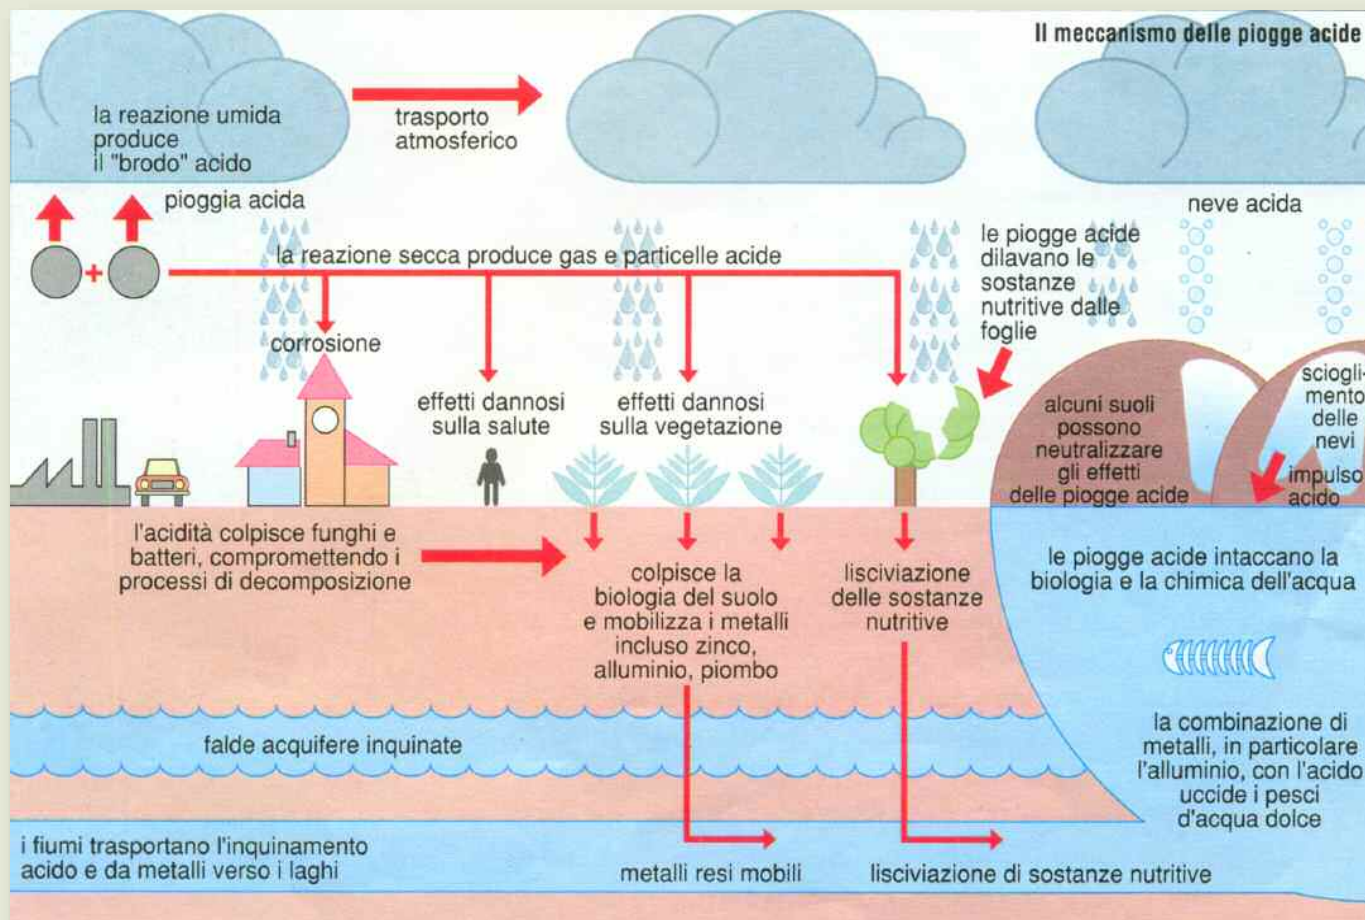 Il meccanismo delle piogge acide
la reazione umida
produce
il "brodo" acido
trasporto
atmosferico
pioggia acida
neve acida
la reazione secca produce gas e particelle acide
le piogge acide
dilavano le
sostanze
nutritive dalle
foglie
corrosione
effetti dannosi
sulla salute
effetti dannosi
sulla vegetazione
alcuni suoli
possono
neutralizzare
gli effetti
delle piogge acide
sciogli-
mento
delle
nevi
impulso
acido
l'acidità colpisce funghi e
batteri, compromettendo i
processi di decomposizione
colpisce la
biologia del suolo
e mobilizza i metalli
incluso zinco,
alluminio, piombo
lisciviazione
delle sostanze
nutritive
le piogge acide intaccano la
biologia e la chimica dell'acqua
la combinazione di
metalli, in particolare
l'alluminio, con l'acido
uccide i pesci
d'acqua dolce
falde acquifere inquinate
i fiumi trasportano l'inquinamento
acido e da metalli verso i laghi
metalli resi mobili
lisciviazione di sostanze nutritive